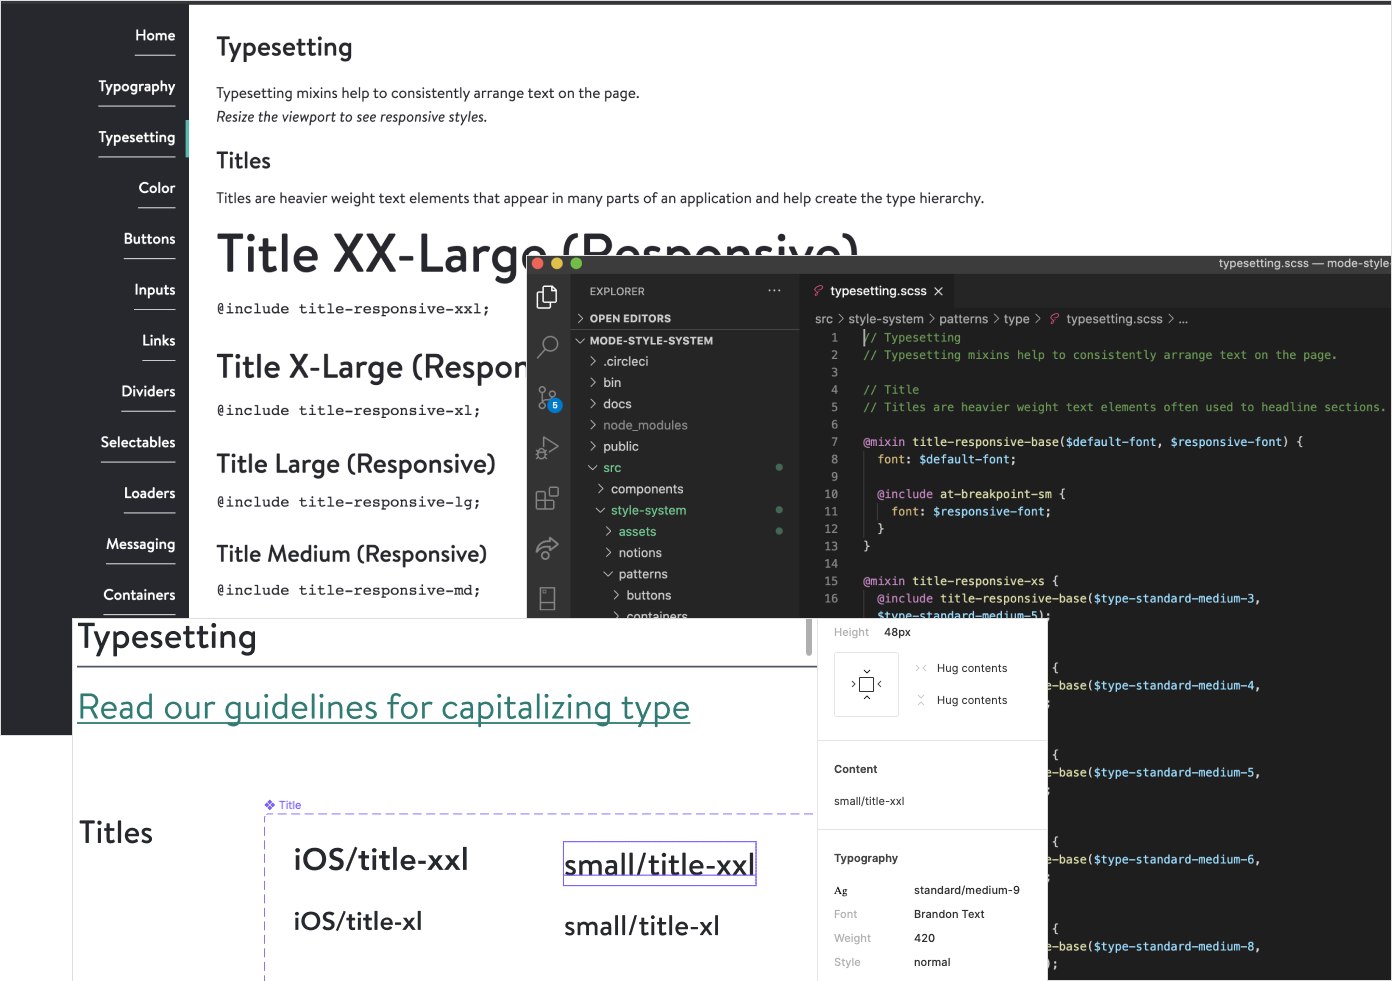 Home
Typography
Typesetting
Color
Buttons
Inputs
Links
Dividers
Selectables
Loaders
Messaging
Containers
Typesetting
Typesetting mixins help to consistently arrange text on the page.
Resize the viewport to see responsive styles.
Titles
Titles are heavier weight text elements that appear in many parts of an application and help create the type hierarchy.
Title XX-Large (Responsive)
@include title-responsive-xxl;
Title X-Large (Respon
@include title-responsive-xl;
Title Large (Responsive)
@include title-responsive-lg;
Title Medium (Responsive)
@include title-responsive-md;
typesetting.scss — mode-style-
EXPLORER
OPEN EDITORS
MODE-STYLE-SYSTEM
.circleci
bin
docs
node_modules
public
src
components
style-system
assets
notions
patterns
buttons
containers
5
typesetting.scss
src > style-system > patterns > type > typesetting.scss > ...
1 // Typesetting
2 // Typesetting mixins help to consistently arrange text on the page.
3
4 // Title
5 // Titles are heavier weight text elements often used to headline sections.
6
7 @mixin title-responsive-base($default-font, $responsive-font) {
8 font: $default-font;
9
10 @include at-breakpoint-sm {
11 font: $responsive-font;
12 }
13 }
14
15 @mixin title-responsive-xs {
16 @include title-responsive-base($type-standard-medium-3,
$type-standard-medium-5);
{
e-base($type-standard-medium-4,
;
{
e-base($type-standard-medium-5,
;
{
e-base($type-standard-medium-6,
;
{
e-base($type-standard-medium-8,
);
Typesetting
Read our guidelines for capitalizing type
Titles
Title
iOS/title-xxl
small/title-xxl
iOS/title-xl
small/title-xl
Height 48px
Hug contents
Hug contents
Content
small/title-xxl
Typography
Ag standard/medium-9
Font Brandon Text
Weight 420
Style normal